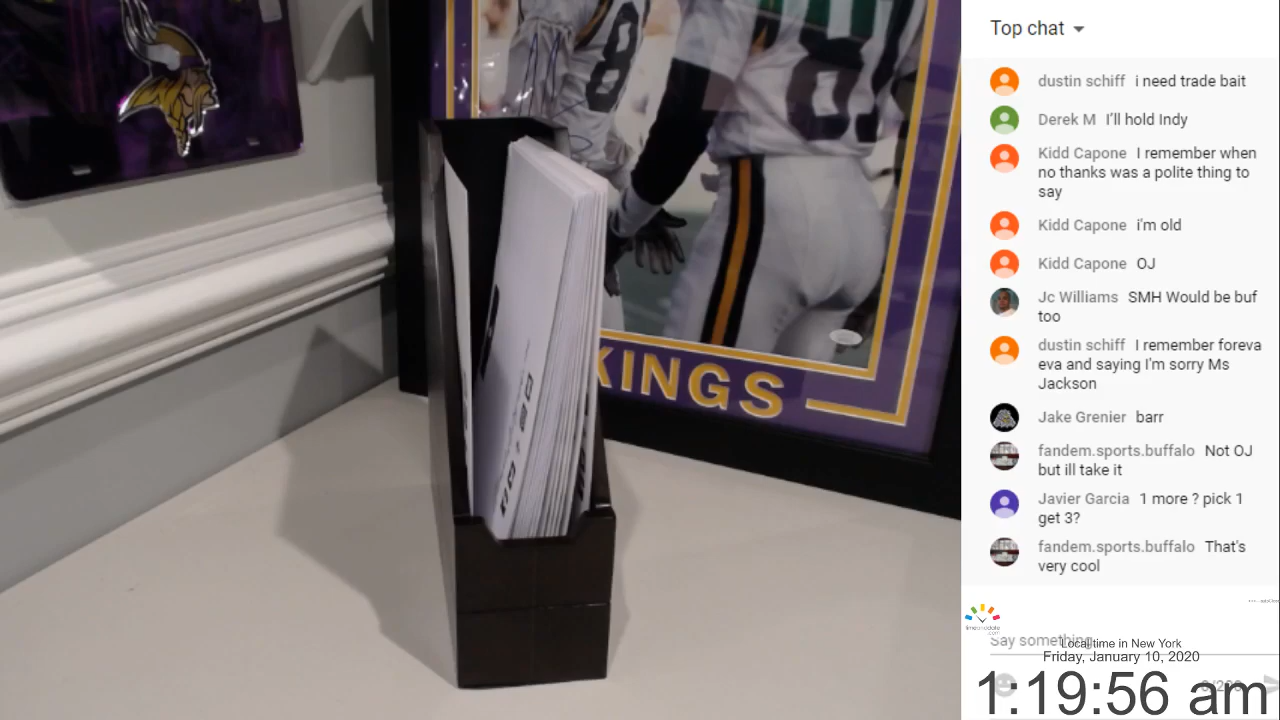 Top chat
dustin schiff i need trade bait
Derek M I'll hold Indy
Kidd Capone I remember when
no thanks was a polite thing to
say
Kidd Capone i'm old
Kidd Capone OJ
Jc Williams SMH Would be buf
too
dustin schiff I remember foreva
eva and saying I'm sorry Ms
Jackson
Jake Grenier barr
fandem.sports.buffalo Not OJ
but ill take it
Javier Garcia 1 more ? pick 1
get 3?
fandem.sports.buffalo That's
very cool
Say something...
Local time in New York
Friday, January 10, 2020
1:19:56 am
KINGS
8